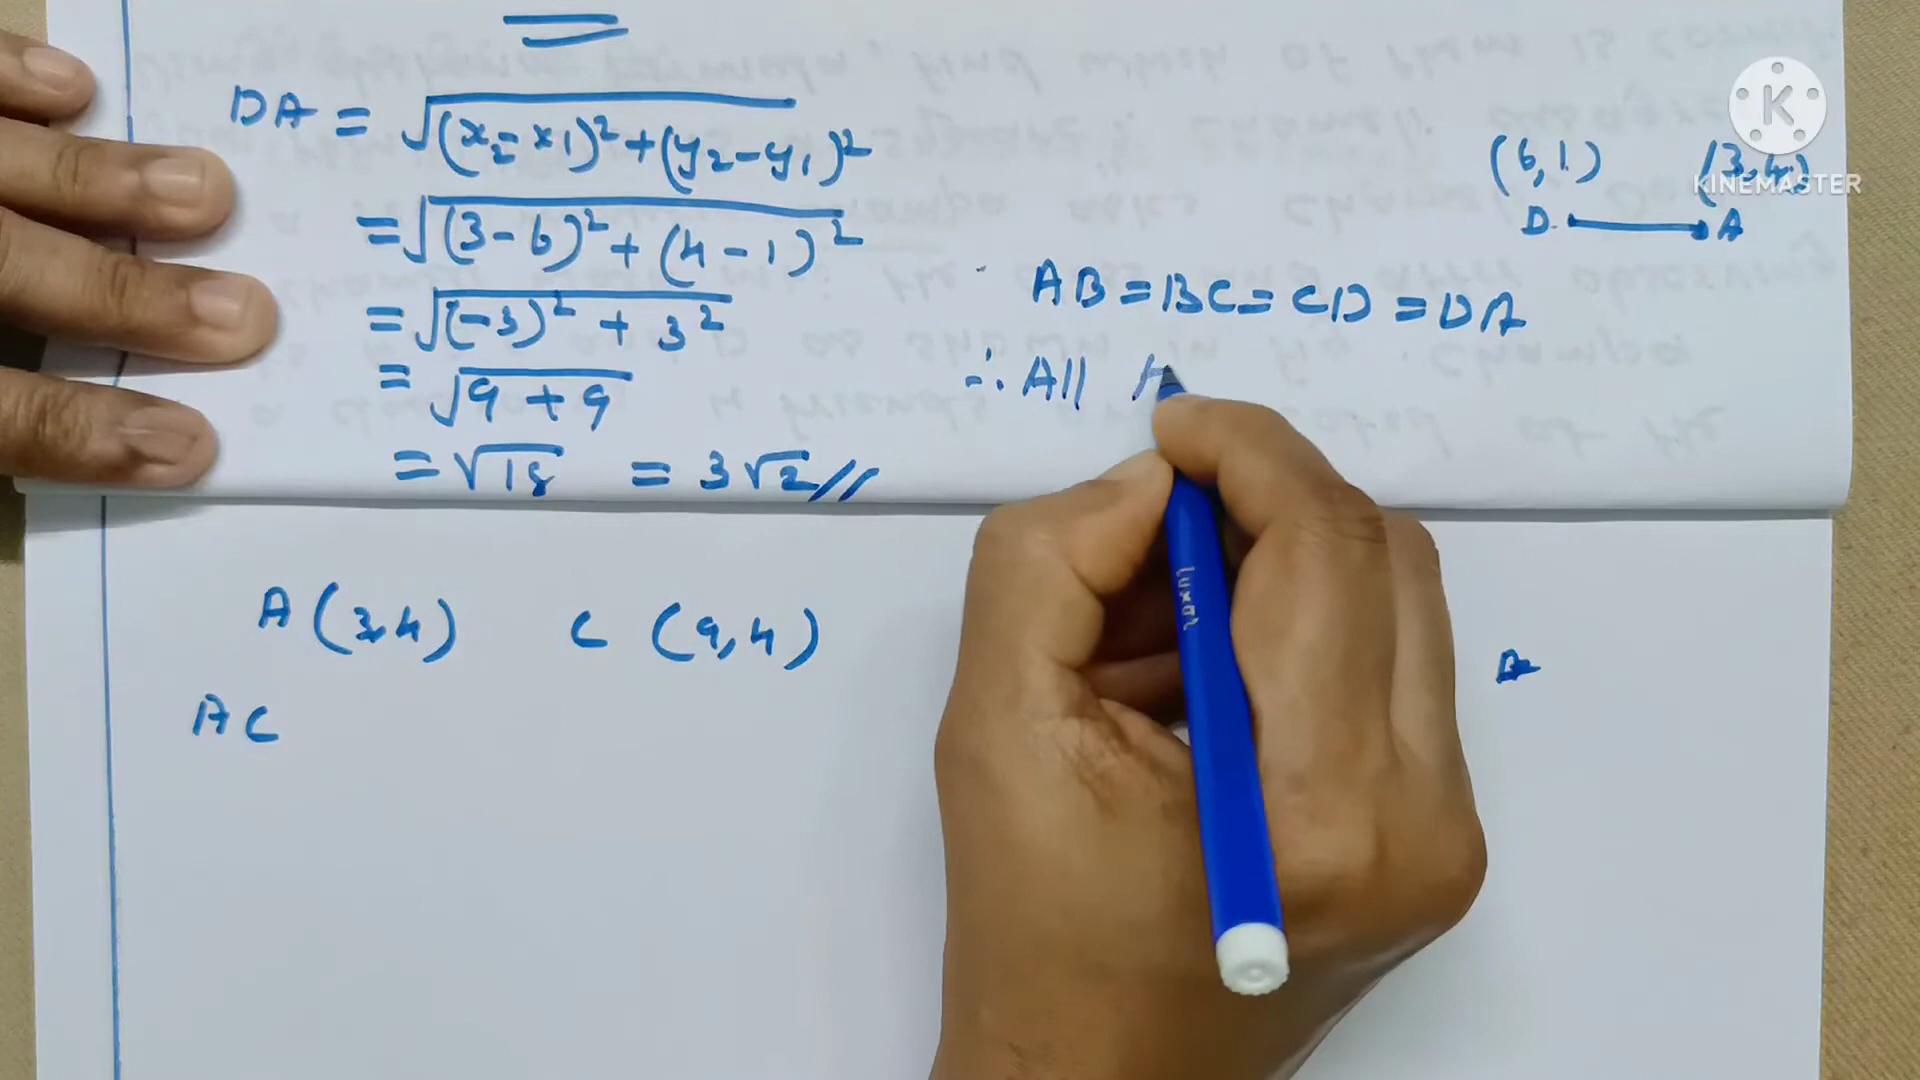 DA = √(x₂-x₁)²+(y₂-y₁)²
= √(3-6)²+(4-1)²
= √(-3)² + 3²
= √9+9
= √18 = 3√2//
(6,1) (3,4)
D A
K
KINEMASTER
AB = BC = CD = DA
∴ All
A (3,4) C (9,4)
AC
luxor